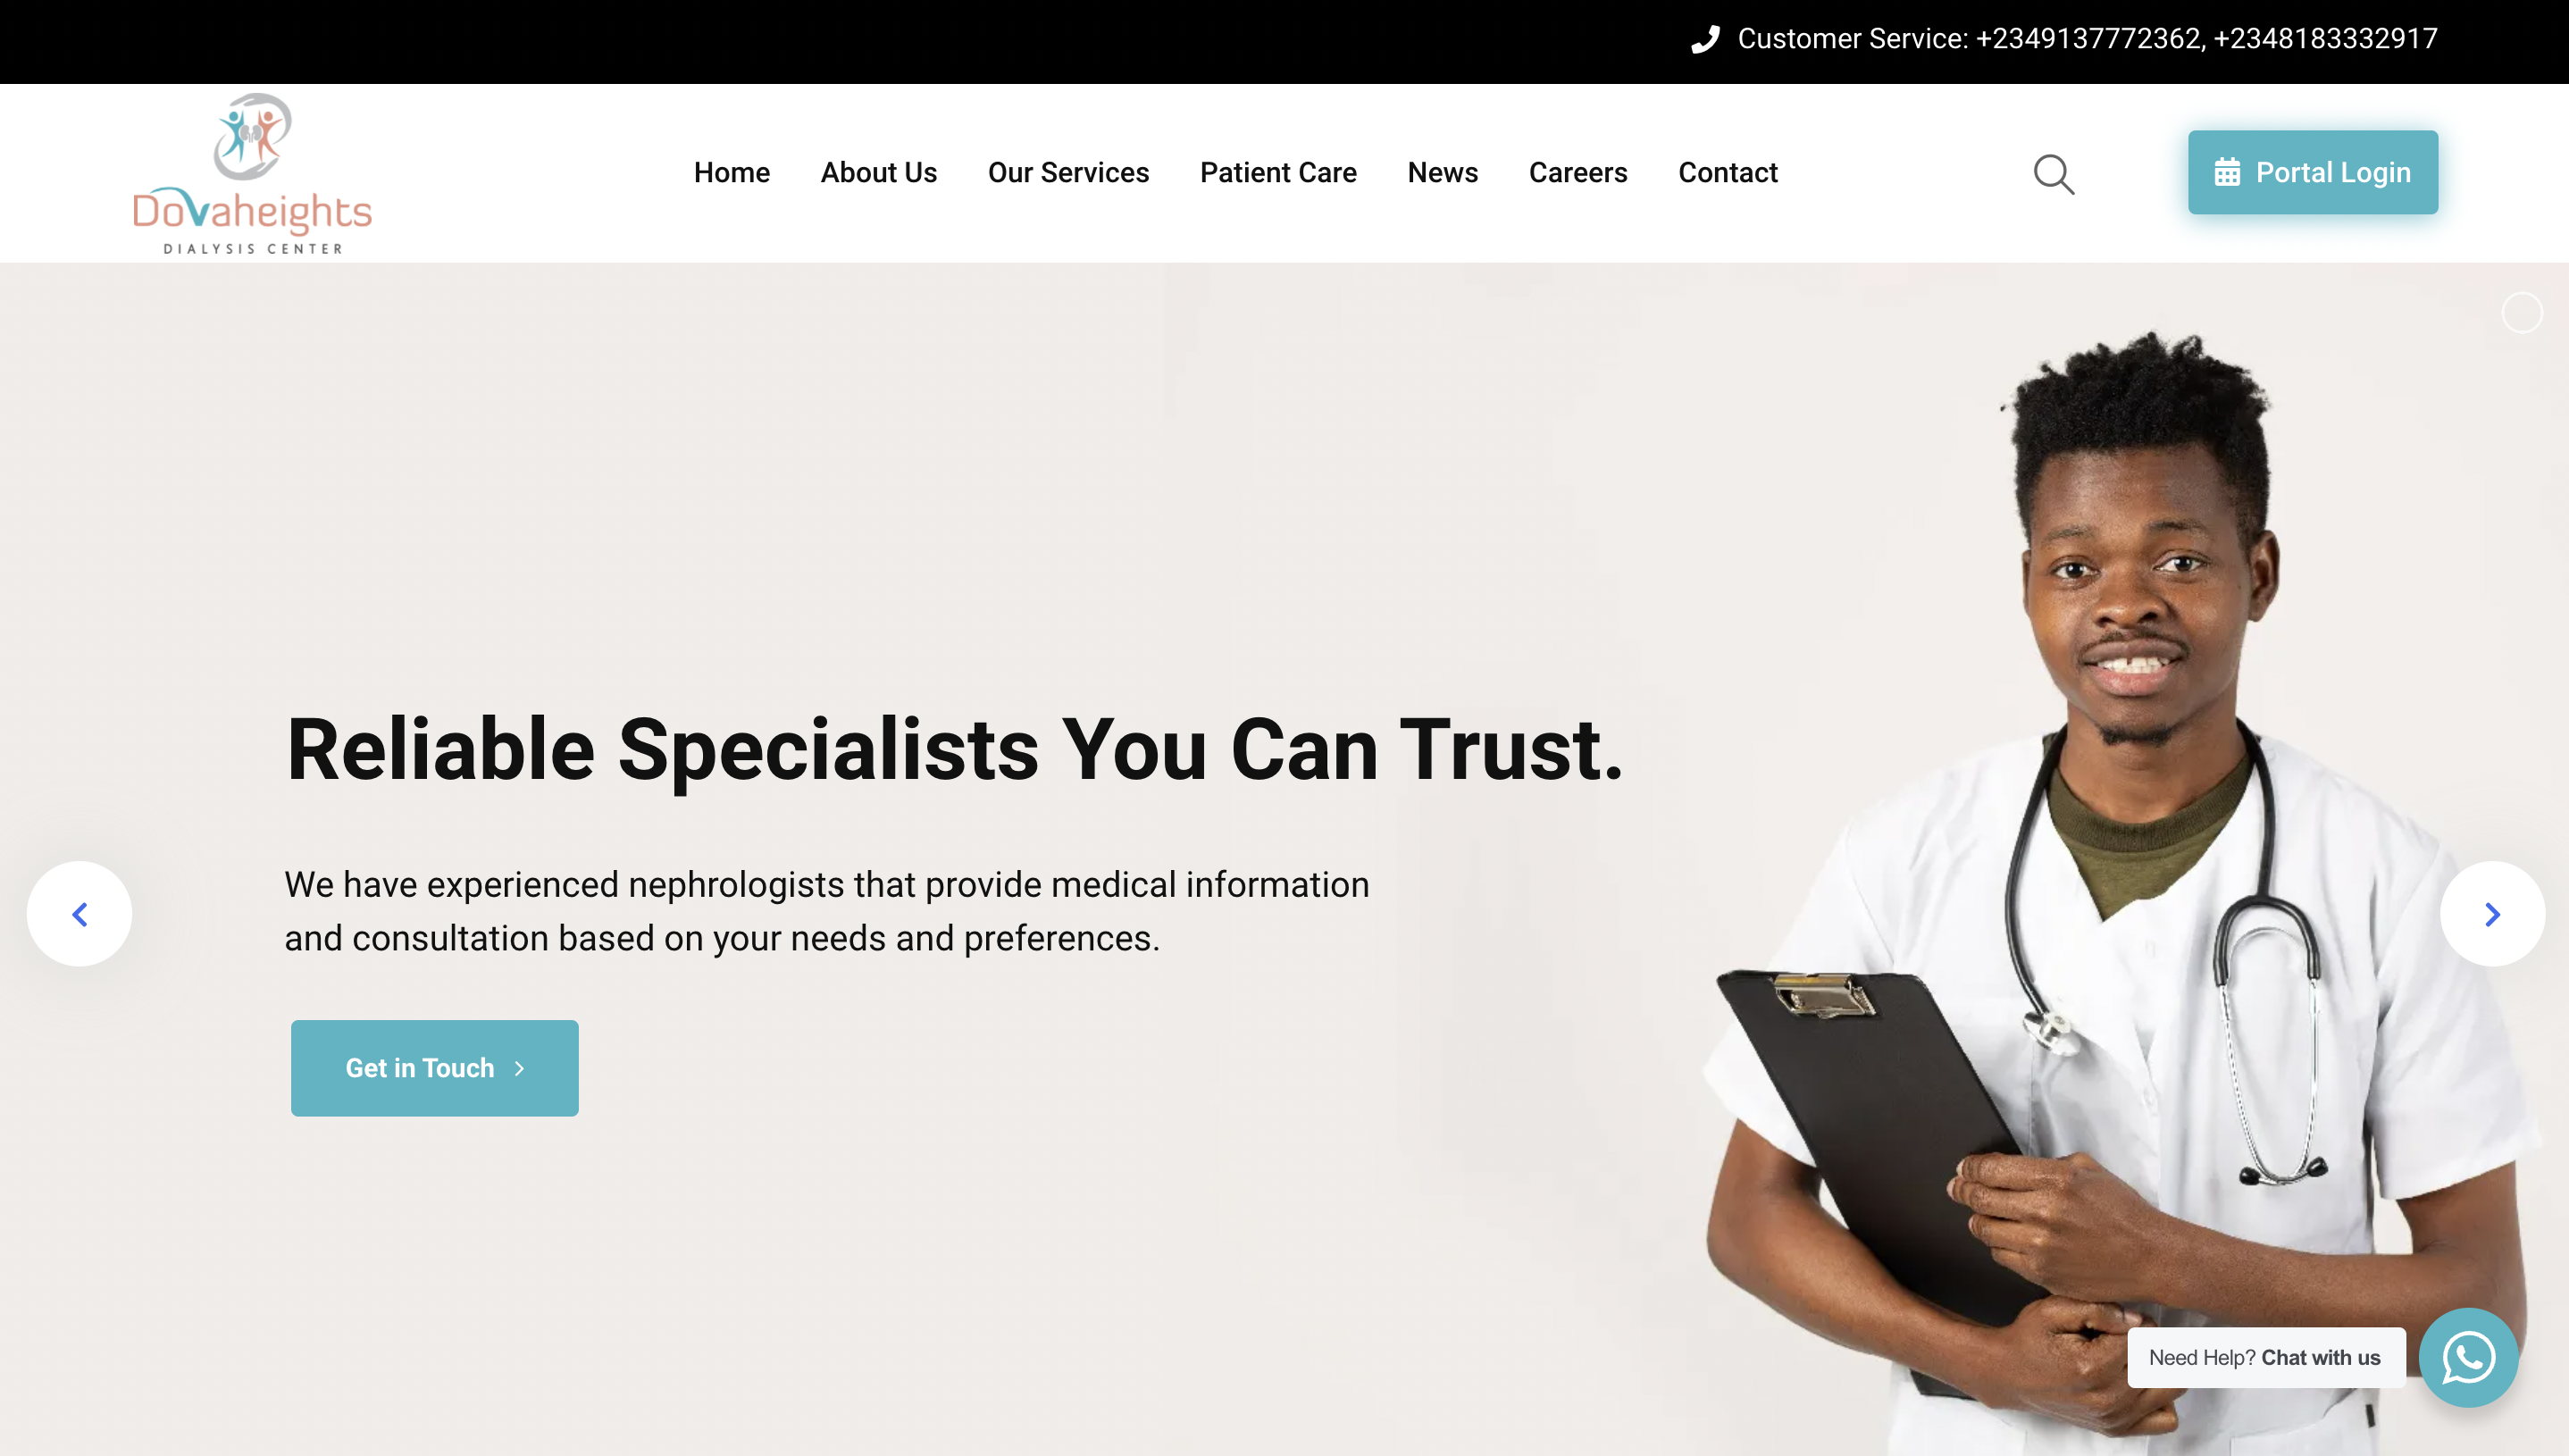 Customer Service: +2349137772362, +2348183332917
Dovaheights
DIALYSIS CENTER
Home About Us Our Services Patient Care News Careers Contact
Portal Login
Reliable Specialists You Can Trust.
We have experienced nephrologists that provide medical information
and consultation based on your needs and preferences.
Get in Touch
Need Help? Chat with us